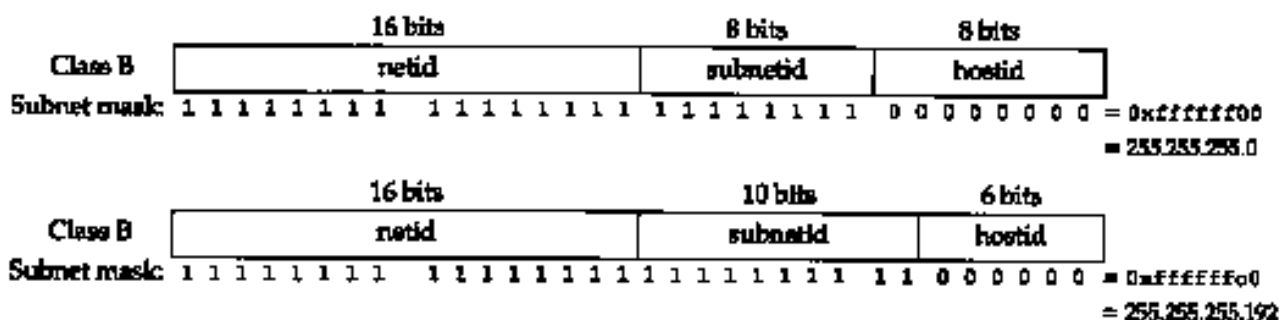 16 bits 8 bits 8 bits
Class B netid subnetid hostid
Subnet mask: 1 1 1 1 1 1 1 1 1 1 1 1 1 1 1 1 1 1 1 1 1 1 1 1 0 0 0 0 0 0 0 0 = 0xffffff00
= 255.255.255.0
16 bits 10 bits 6 bits
Class B netid subnetid hostid
Subnet mask: 1 1 1 1 1 1 1 1 1 1 1 1 1 1 1 1 1 1 1 1 1 1 1 1 1 1 0 0 0 0 0 0 = 0xffffffc0
= 255.255.255.192